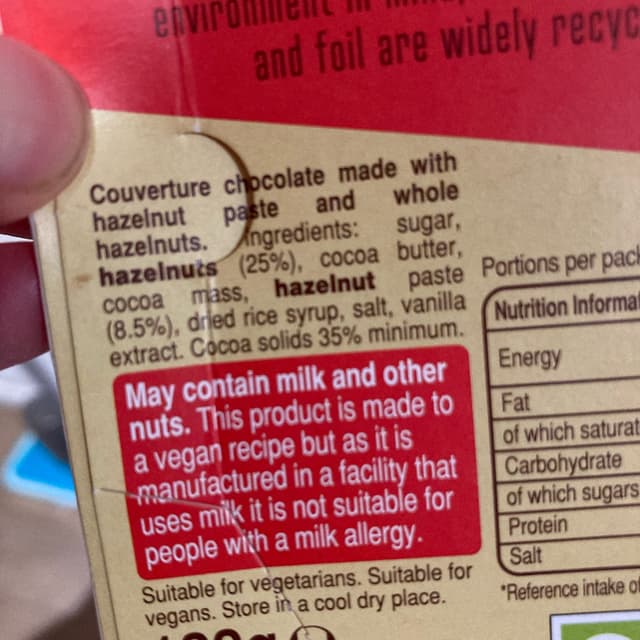 environment in
and foil are widely recyc
Couverture chocolate made with
hazelnut paste and whole
hazelnuts. Ingredients: sugar,
hazelnuts (25%), cocoa butter,
cocoa mass, hazelnut paste
(8.5%), dried rice syrup, salt, vanilla
extract. Cocoa solids 35% minimum.
May contain milk and other
nuts. This product is made to
a vegan recipe but as it is
manufactured in a facility that
uses milk it is not suitable for
people with a milk allergy.
Suitable for vegetarians. Suitable for
vegans. Store in a cool dry place.
Portions per pack
Nutrition Informa
Energy
Fat
of which saturat
Carbohydrate
of which sugars
Protein
Salt
*Reference intake of